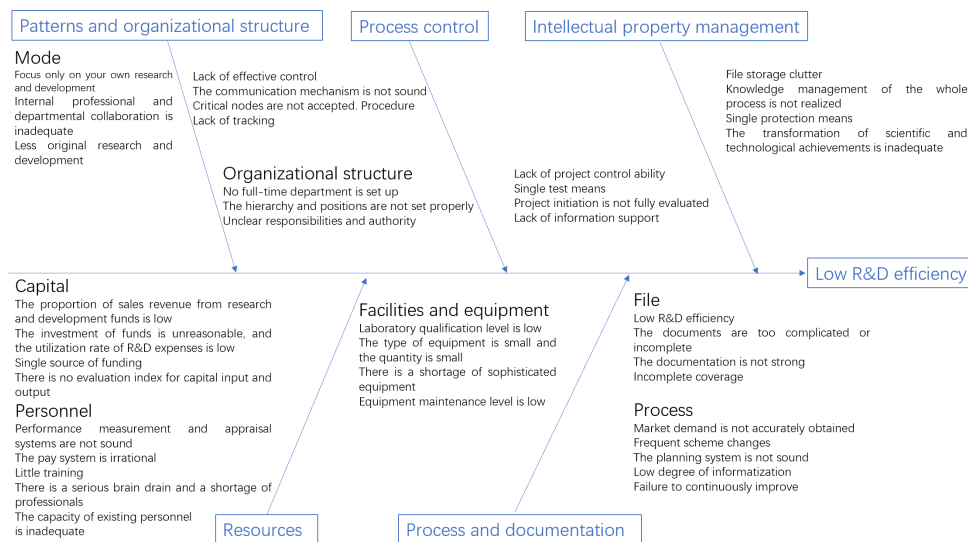 Patterns and organizational structure
Process control
Intellectual property management
Mode
Focus only on your own research
and development
Internal professional and
departmental collaboration is
inadequate
Less original research and
development
Lack of effective control
The communication mechanism is not sound
Critical nodes are not accepted. Procedure
Lack of tracking
Organizational structure
No full-time department is set up
The hierarchy and positions are not set properly
Unclear responsibilities and authority
Lack of project control ability
Single test means
Project initiation is not fully evaluated
Lack of information support
File storage clutter
Knowledge management of the whole
process is not realized
Single protection means
The transformation of scientific and
technological achievements is inadequate
Low R&D efficiency
Capital
The proportion of sales revenue from research
and development funds is low
The investment of funds is unreasonable, and
the utilization rate of R&D expenses is low
Single source of funding
There is no evaluation index for capital input and
output
Personnel
Performance measurement and appraisal
systems are not sound
The pay system is irrational
Little training
There is a serious brain drain and a shortage of
professionals
The capacity of existing personnel
is inadequate
Facilities and equipment
Laboratory qualification level is low
The type of equipment is small and
the quantity is small
There is a shortage of sophisticated
equipment
Equipment maintenance level is low
File
Low R&D efficiency
The documents are too complicated or
incomplete
The documentation is not strong
Incomplete coverage
Process
Market demand is not accurately obtained
Frequent scheme changes
The planning system is not sound
Low degree of informatization
Failure to continuously improve
Resources
Process and documentation